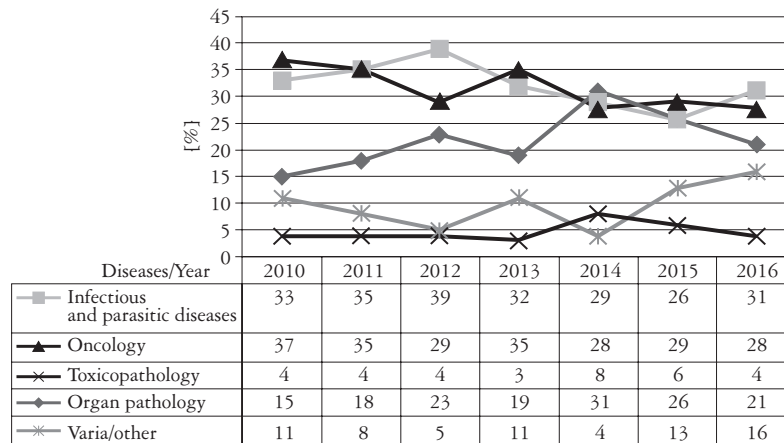 45
40
35
30
25
20
15
10
5
0
[%]
Diseases/Year 2010 2011 2012 2013 2014 2015 2016
Infectious
and parasitic diseases 33 35 39 32 29 26 31
Oncology 37 35 29 35 28 29 28
Toxicopathology 4 4 4 3 8 6 4
Organ pathology 15 18 23 19 31 26 21
Varia/other 11 8 5 11 4 13 16